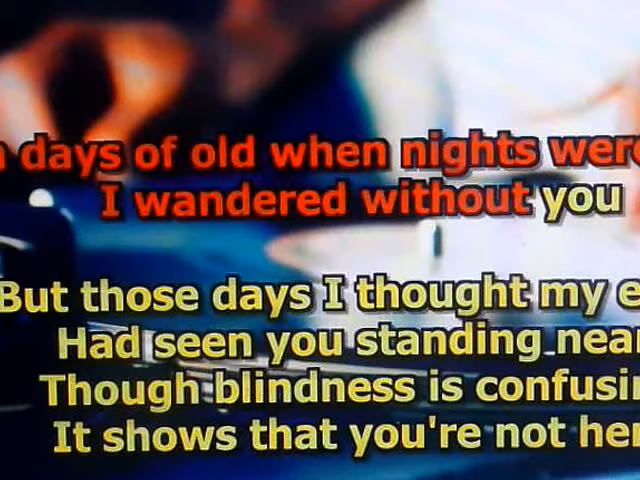 days of old when nights were
I wandered without you
But those days I thought my
Had seen you standing near
Though blindness is
It shows that you're not